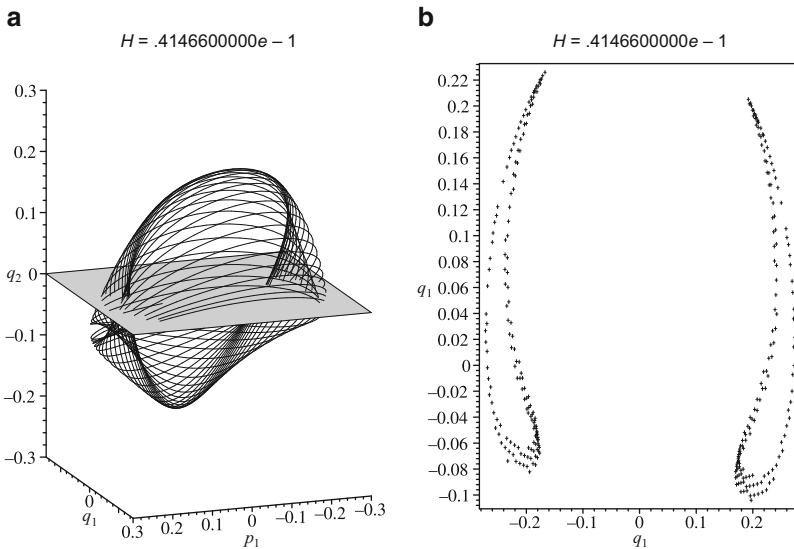 a
H = .4146600000e – 1
0.3
0.2
0.1
q2 0
–0.1
–0.2
–0.3
0
q1
0.3
0.2 0.1 0 –0.1 –0.2 –0.3
p1
b
H = .4146600000e – 1
0.22
0.2
0.18
0.16
0.14
0.12
0.1
0.08
q1 0.06
0.04
0.02
0
–0.02
–0.04
–0.06
–0.08
–0.1
–0.2 –0.1 0 0.1 0.2
q1